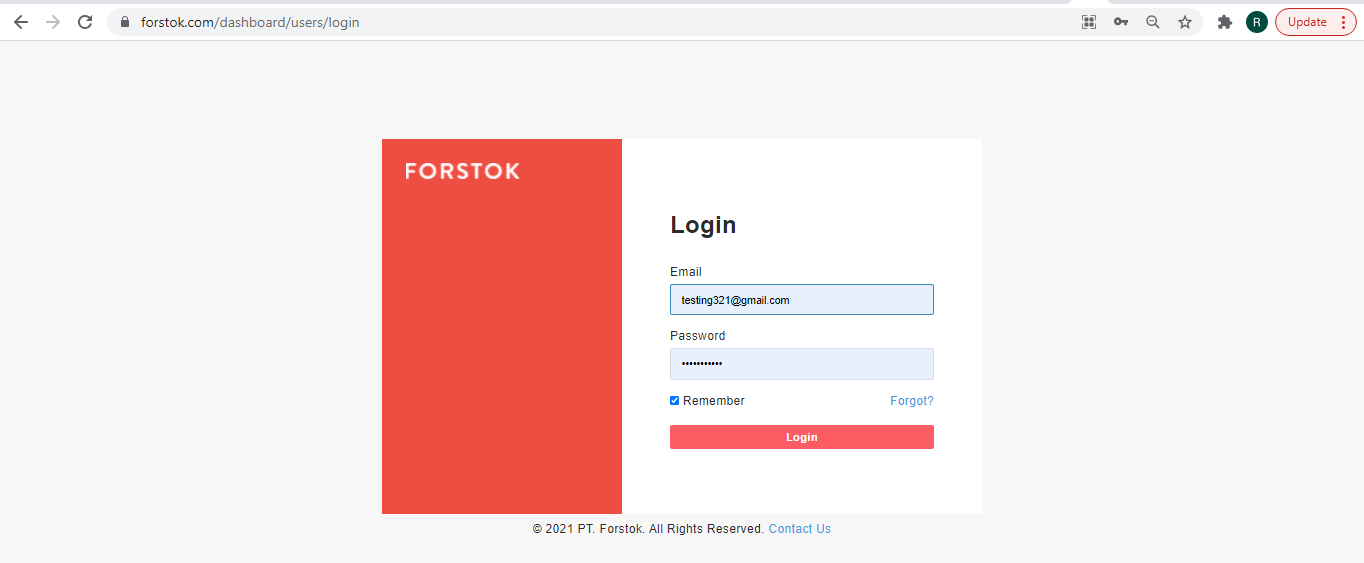 forstok.com/dashboard/users/login
R
Update
FORSTOK
Login
Email
testing321@gmail.com
Password
•••••••••••
Remember
Forgot?
Login
© 2021 PT. Forstok. All Rights Reserved. Contact Us